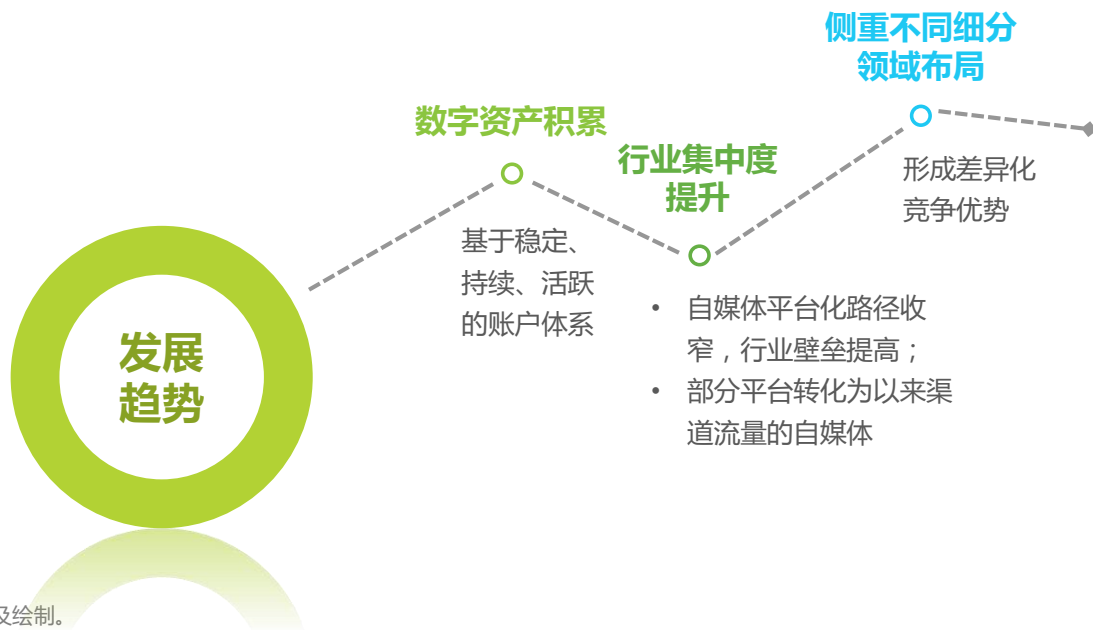 侧重不同细分
领域布局
数字资产积累
行业集中度
提升
形成差异化
竞争优势
基于稳定、
持续、活跃
的账户体系
• 自媒体平台化路径收
窄，行业壁垒提高；
• 部分平台转化为以来渠
道流量的自媒体
发展
趋势
及绘制。